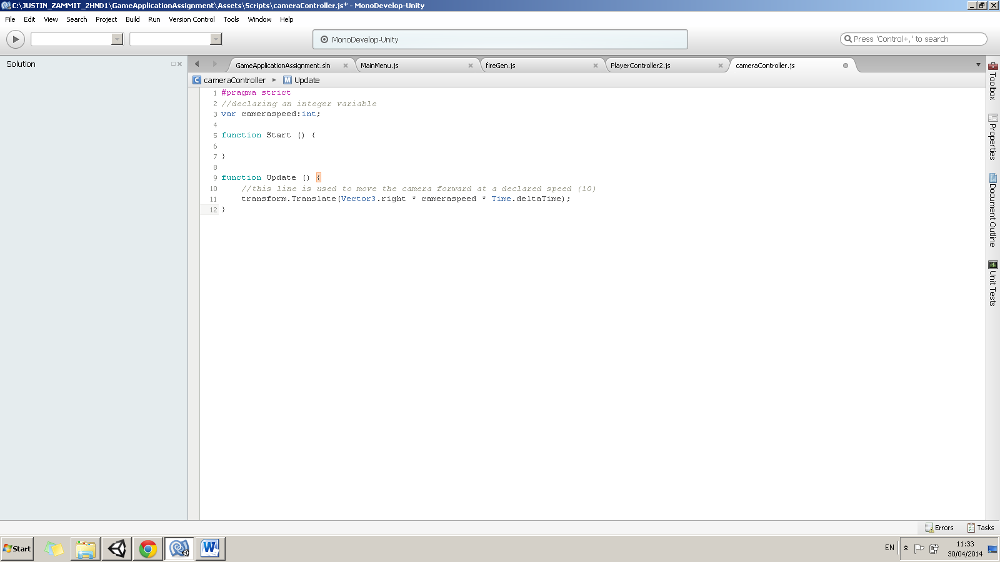 C:\JUSTIN_ZAMMIT_2HND1\GameApplicationAssignment\Assets\Scripts\cameraController.js* - MonoDevelop-Unity
File Edit View Search Project Build Run Version Control Tools Window Help
MonoDevelop-Unity
Press 'Control+,' to search
Solution
GameApplicationAssignment.sln MainMenu.js fireGen.js PlayerController2.js cameraController.js
C cameraController M Update
1 #pragma strict
2 //declaring an integer variable
3 var cameraspeed:int;
4
5 function Start () {
6
7 }
8
9 function Update () {
10 //this line is used to move the camera forward at a declared speed (10)
11 transform.Translate(Vector3.right * cameraspeed * Time.deltaTime);
12 }
Toolbox
Properties
Document Outline
Unit Tests
Errors Tasks
Start
W
EN
11:33
30/04/2014